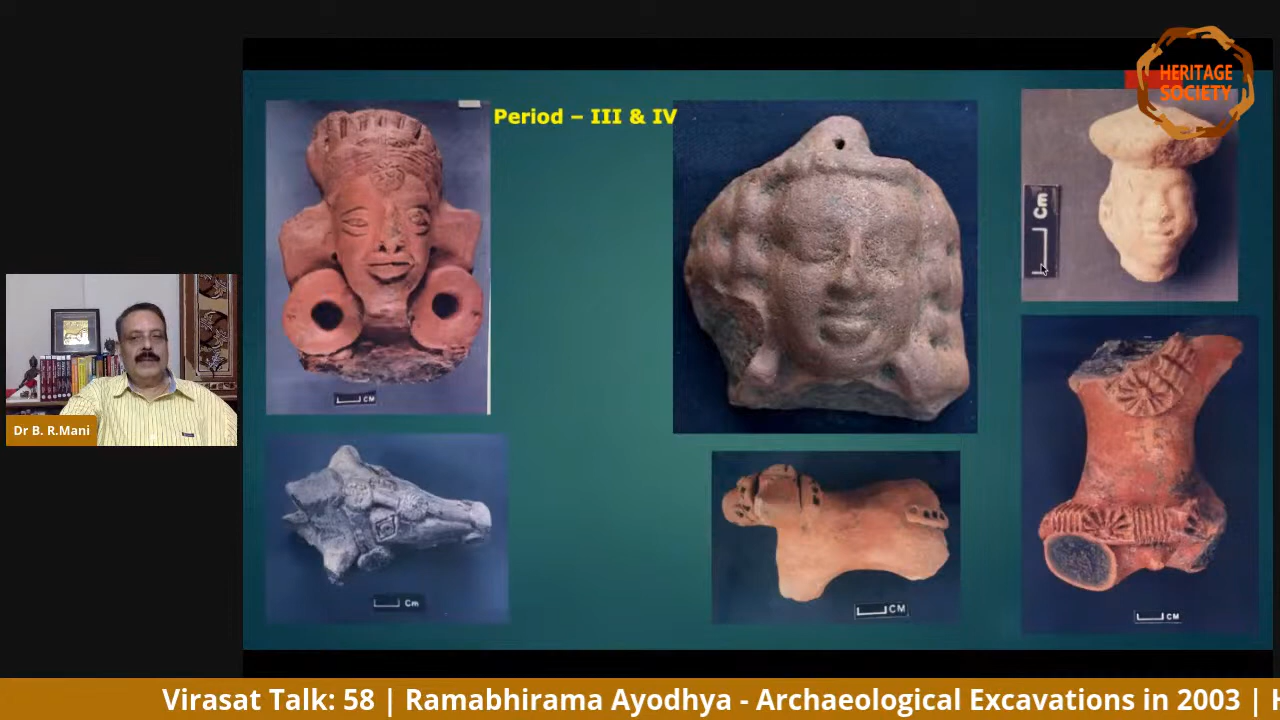 HERITAGE
SOCIETY
Period – III & IV
Cm
CM
Cm
CM
CM
Dr B. R.Mani
Virasat Talk: 58 | Ramabhirama Ayodhya - Archaeological Excavations in 2003 |